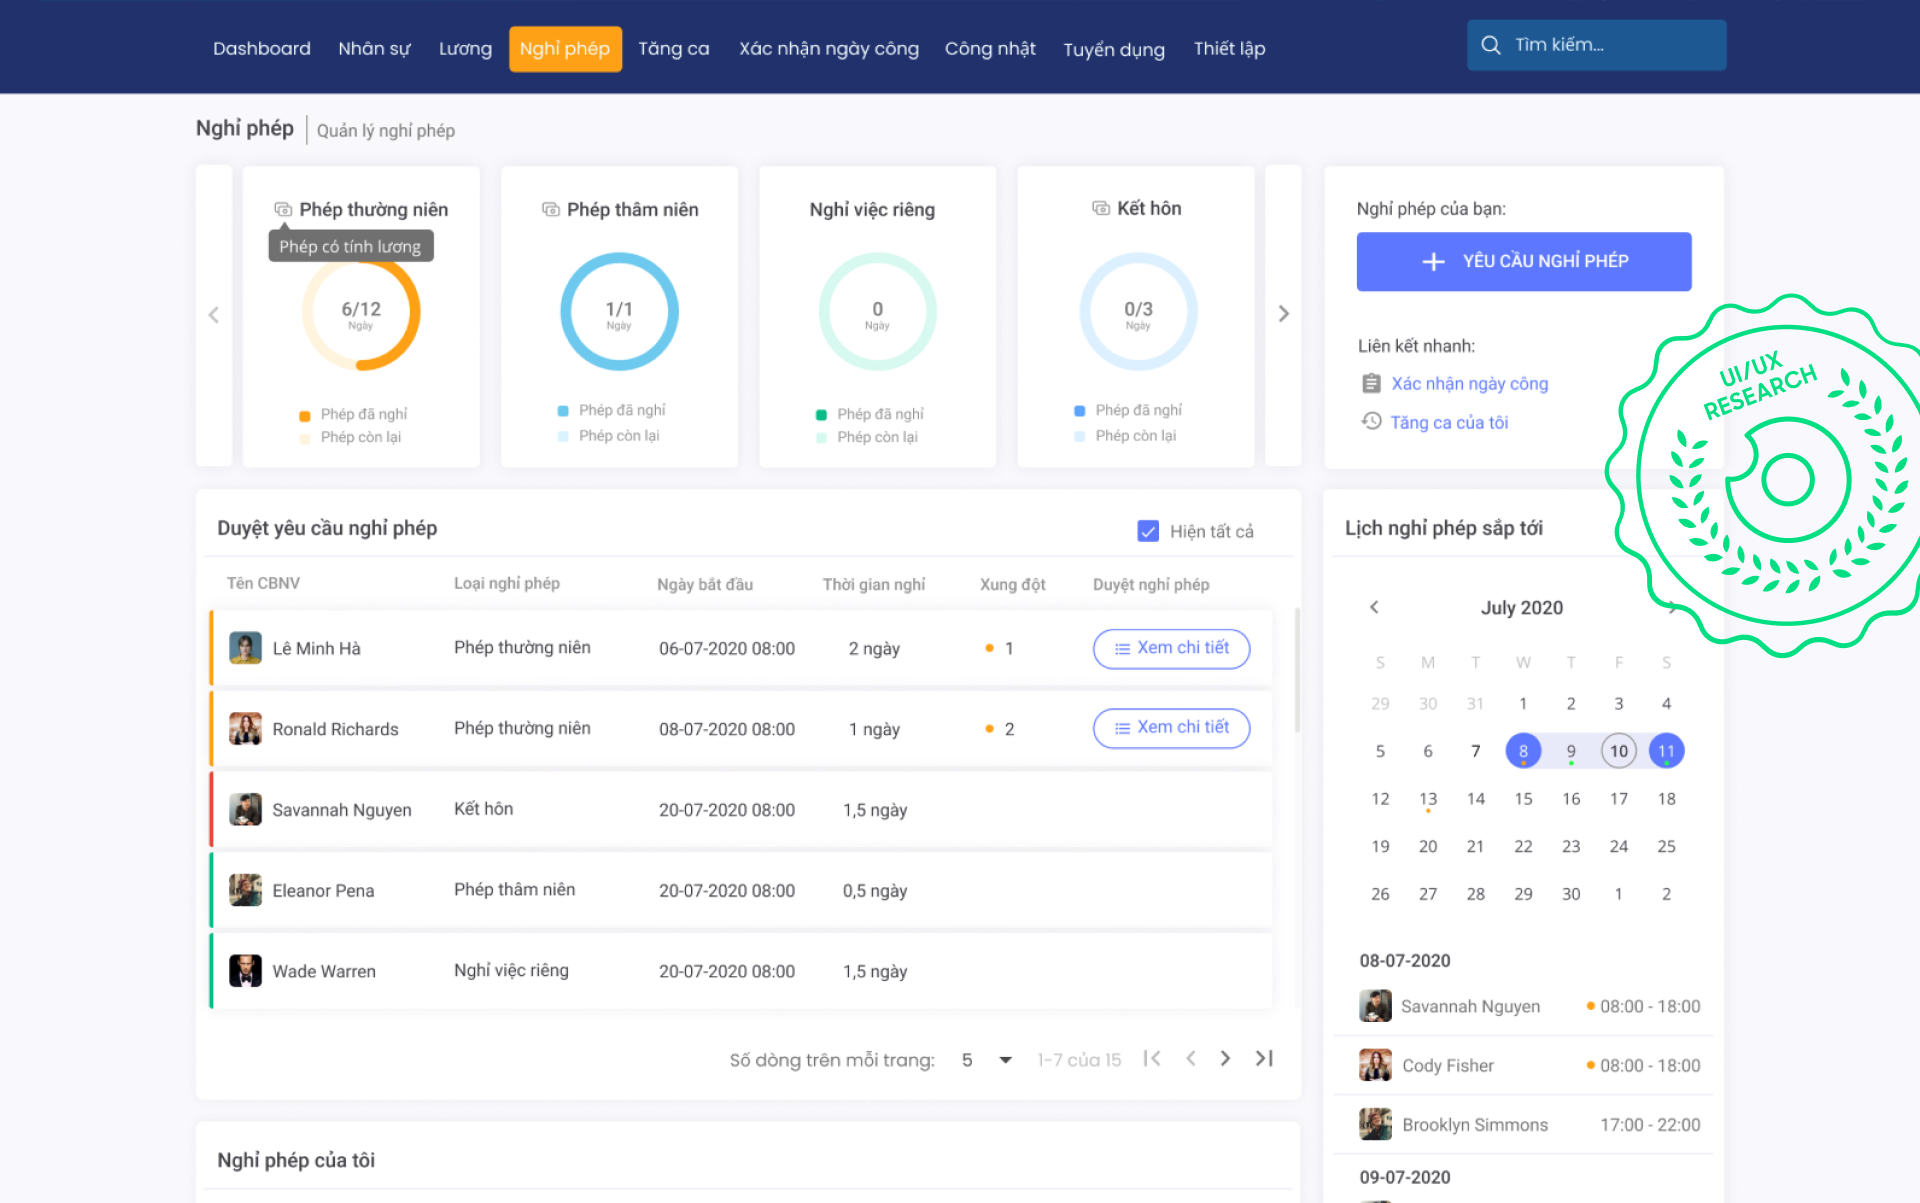 Dashboard Nhân sự Lương Nghỉ phép Tăng ca Xác nhận ngày công Công nhật Tuyển dụng Thiết lập Tìm kiếm...
Nghỉ phép Quản lý nghỉ phép
Phép thường niên
Phép có tính lương
6/12
Ngày
Phép đã nghỉ
Phép còn lại
Phép thâm niên
1/1
Ngày
Phép đã nghỉ
Phép còn lại
Nghỉ việc riêng
0
Ngày
Phép đã nghỉ
Phép còn lại
Kết hôn
0/3
Ngày
Phép đã nghỉ
Phép còn lại
Nghỉ phép của bạn:
YÊU CẦU NGHỈ PHÉP
Liên kết nhanh:
Xác nhận ngày công
Tăng ca của tôi
UI/UX
RESEARCH
Duyệt yêu cầu nghỉ phép Hiện tất cả
Tên CBNV Loại nghỉ phép Ngày bắt đầu Thời gian nghỉ Xung đột Duyệt nghỉ phép
Lê Minh Hà Phép thường niên 06-07-2020 08:00 2 ngày 1 Xem chi tiết
Ronald Richards Phép thường niên 08-07-2020 08:00 1 ngày 2 Xem chi tiết
Savannah Nguyen Kết hôn 20-07-2020 08:00 1,5 ngày
Eleanor Pena Phép thâm niên 20-07-2020 08:00 0,5 ngày
Wade Warren Nghỉ việc riêng 20-07-2020 08:00 1,5 ngày
Số dòng trên mỗi trang: 5 1-7 của 15
Lịch nghỉ phép sắp tới
July 2020
S M T W T F S
29 30 31 1 2 3 4
5 6 7 8 9 10 11
12 13 14 15 16 17 18
19 20 21 22 23 24 25
26 27 28 29 30 1 2
08-07-2020
Savannah Nguyen 08:00 - 18:00
Cody Fisher 08:00 - 18:00
Brooklyn Simmons 17:00 - 22:00
09-07-2020
Nghỉ phép của tôi